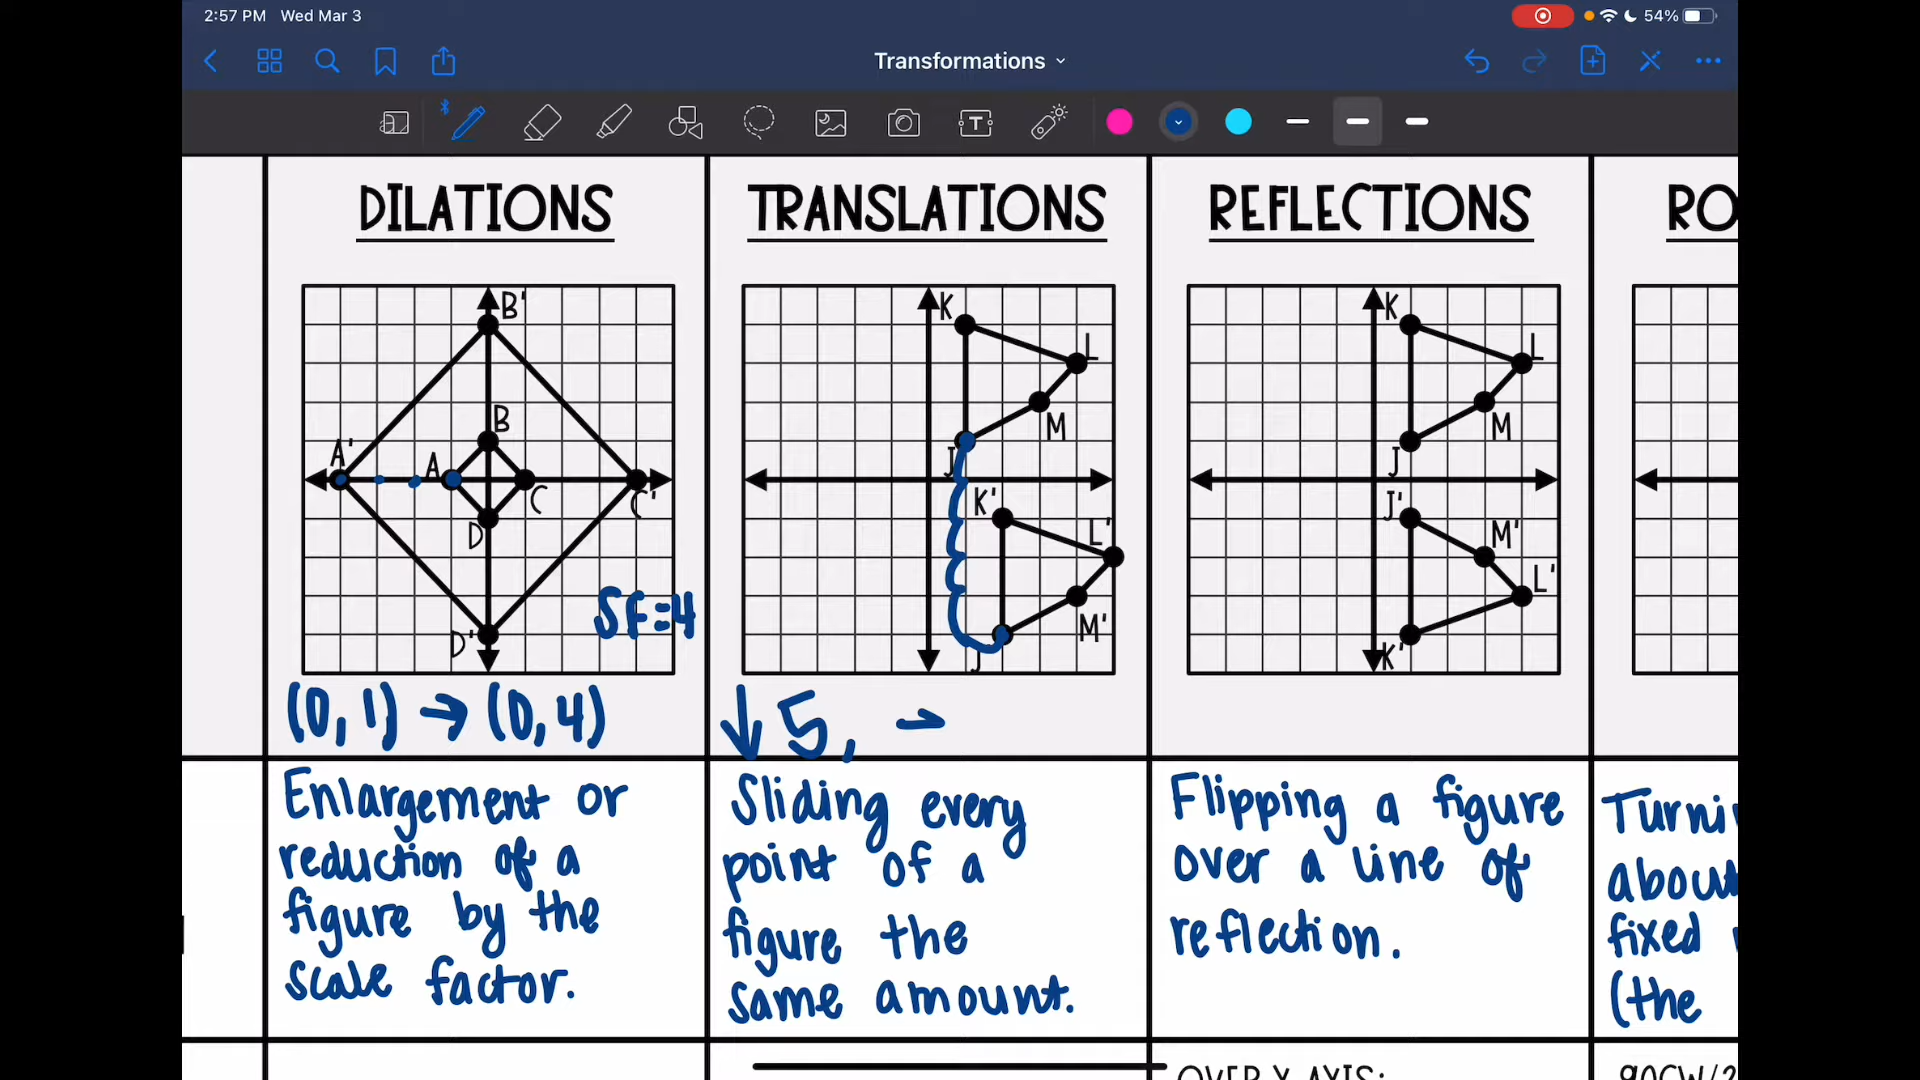 2:57 PM Wed Mar 3
54%
Transformations
T
DILATIONS
B'
B
A'
A
C
C'
D
D'
SF=4
(0, 1) → (0, 4)
Enlargement or
reduction of a
figure by the
scale factor.
TRANSLATIONS
K
L
M
J
K'
L'
M'
J
↓ 5, →
Sliding every
point of a
figure the
same amount.
REFLECTIONS
K
L
M
J
J'
M'
L'
K'
Flipping a figure
over a line of
reflection.
RO
Turni
about
fixed
(the